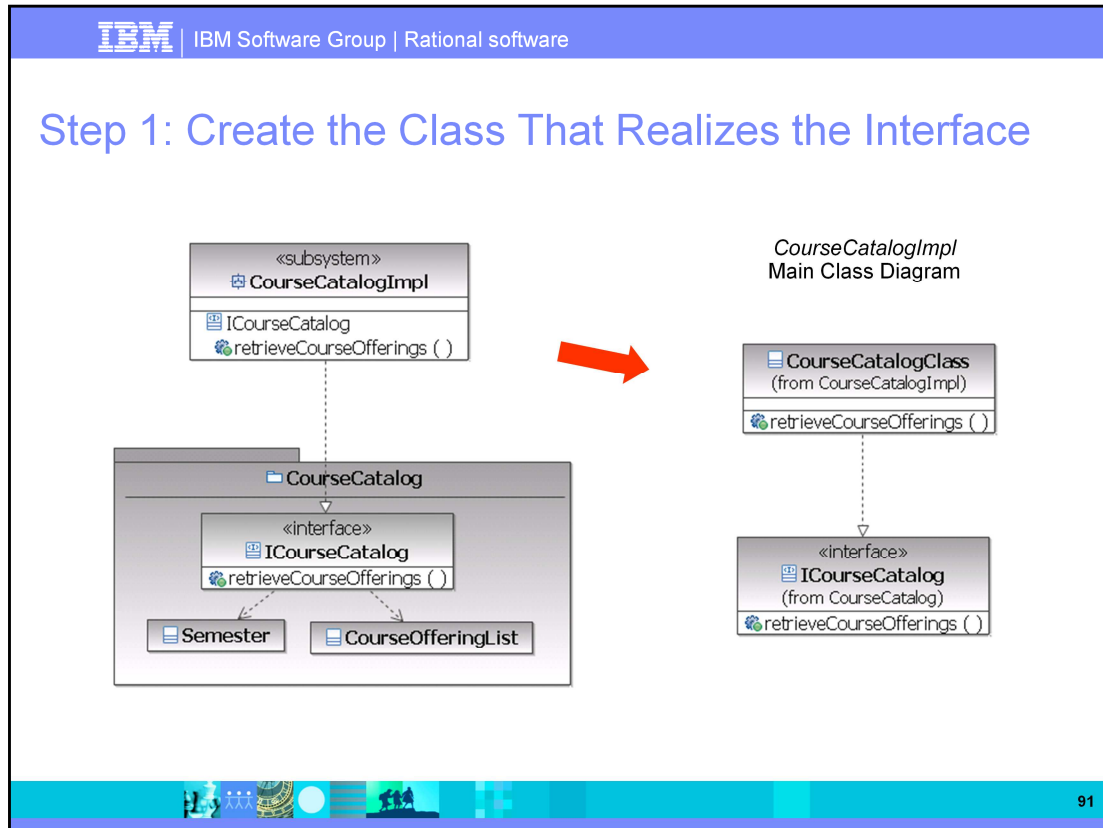 IBM | IBM Software Group | Rational software
Step 1: Create the Class That Realizes the Interface
«subsystem»
CourseCatalogImpl
ICourseCatalog
retrieveCourseOfferings ( )
CourseCatalog
«interface»
ICourseCatalog
retrieveCourseOfferings ( )
Semester
CourseOfferingList
CourseCatalogImpl
Main Class Diagram
CourseCatalogClass
(from CourseCatalogImpl)
retrieveCourseOfferings ( )
«interface»
ICourseCatalog
(from CourseCatalog)
retrieveCourseOfferings ( )
91